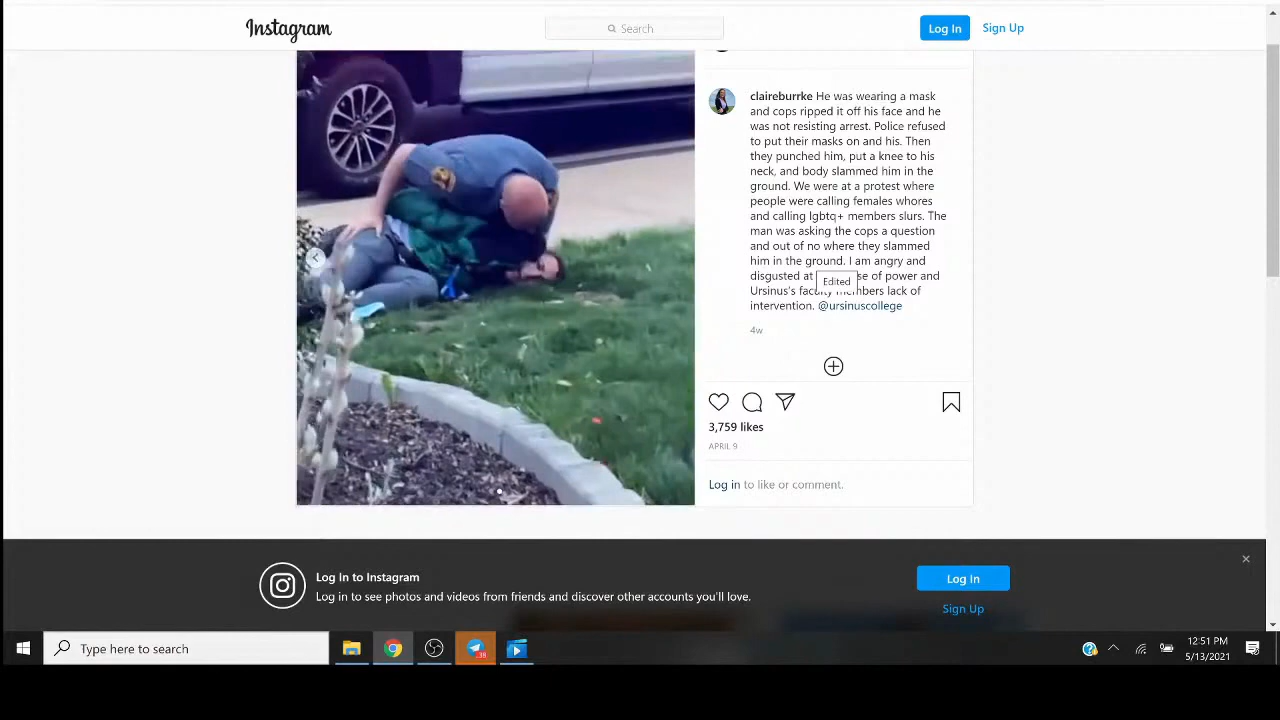 Instagram
Search
Log In
Sign Up
claireburrke He was wearing a mask
and cops ripped it off his face and he
was not resisting arrest. Police refused
to put their masks on and his. Then
they punched him, put a knee to his
neck, and body slammed him in the
ground. We were at a protest where
people were calling females whores
and calling lgbtq+ members slurs. The
man was asking the cops a question
and out of no where they slammed
him in the ground. I am angry and
disgusted at se of power and
Edited
Ursinus's faculty members lack of
intervention. @ursinuscollege
4w
3,759 likes
APRIL 9
Log in to like or comment.
Log In to Instagram
Log in to see photos and videos from friends and discover other accounts you'll love.
Log In
Sign Up
Type here to search
12:51 PM
5/13/2021